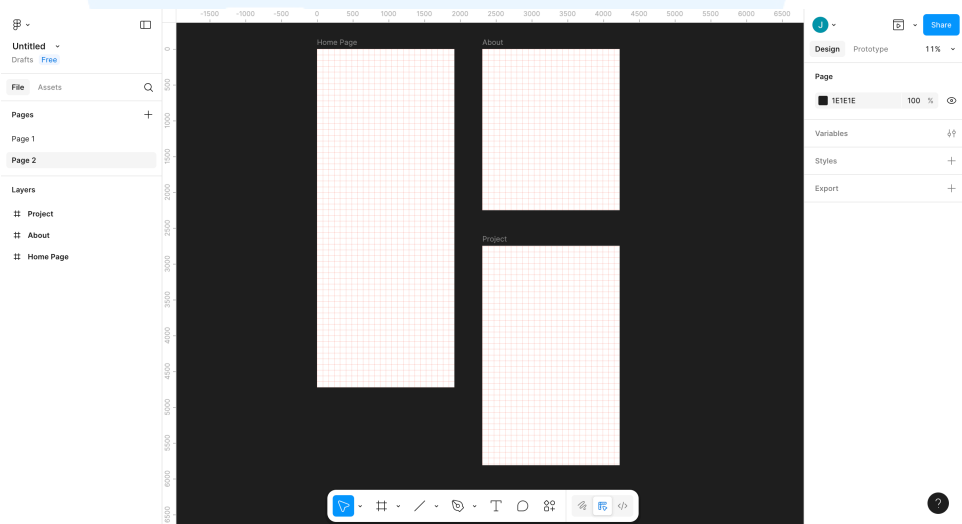 Untitled
Drafts Free
File Assets
Pages
Page 1
Page 2
Layers
Project
About
Home Page
-1500 -1000 -500 0 500 1000 1500 2000 2500 3000 3500 4000 4500 5000 5500 6000 6500
0
500
1000
1500
2000
2500
3000
3500
4000
4500
5000
5500
6000
6500
Home Page
About
Project
</>
J
Share
Design Prototype 11%
Page
1E1E1E 100 %
Variables
Styles
Export
?